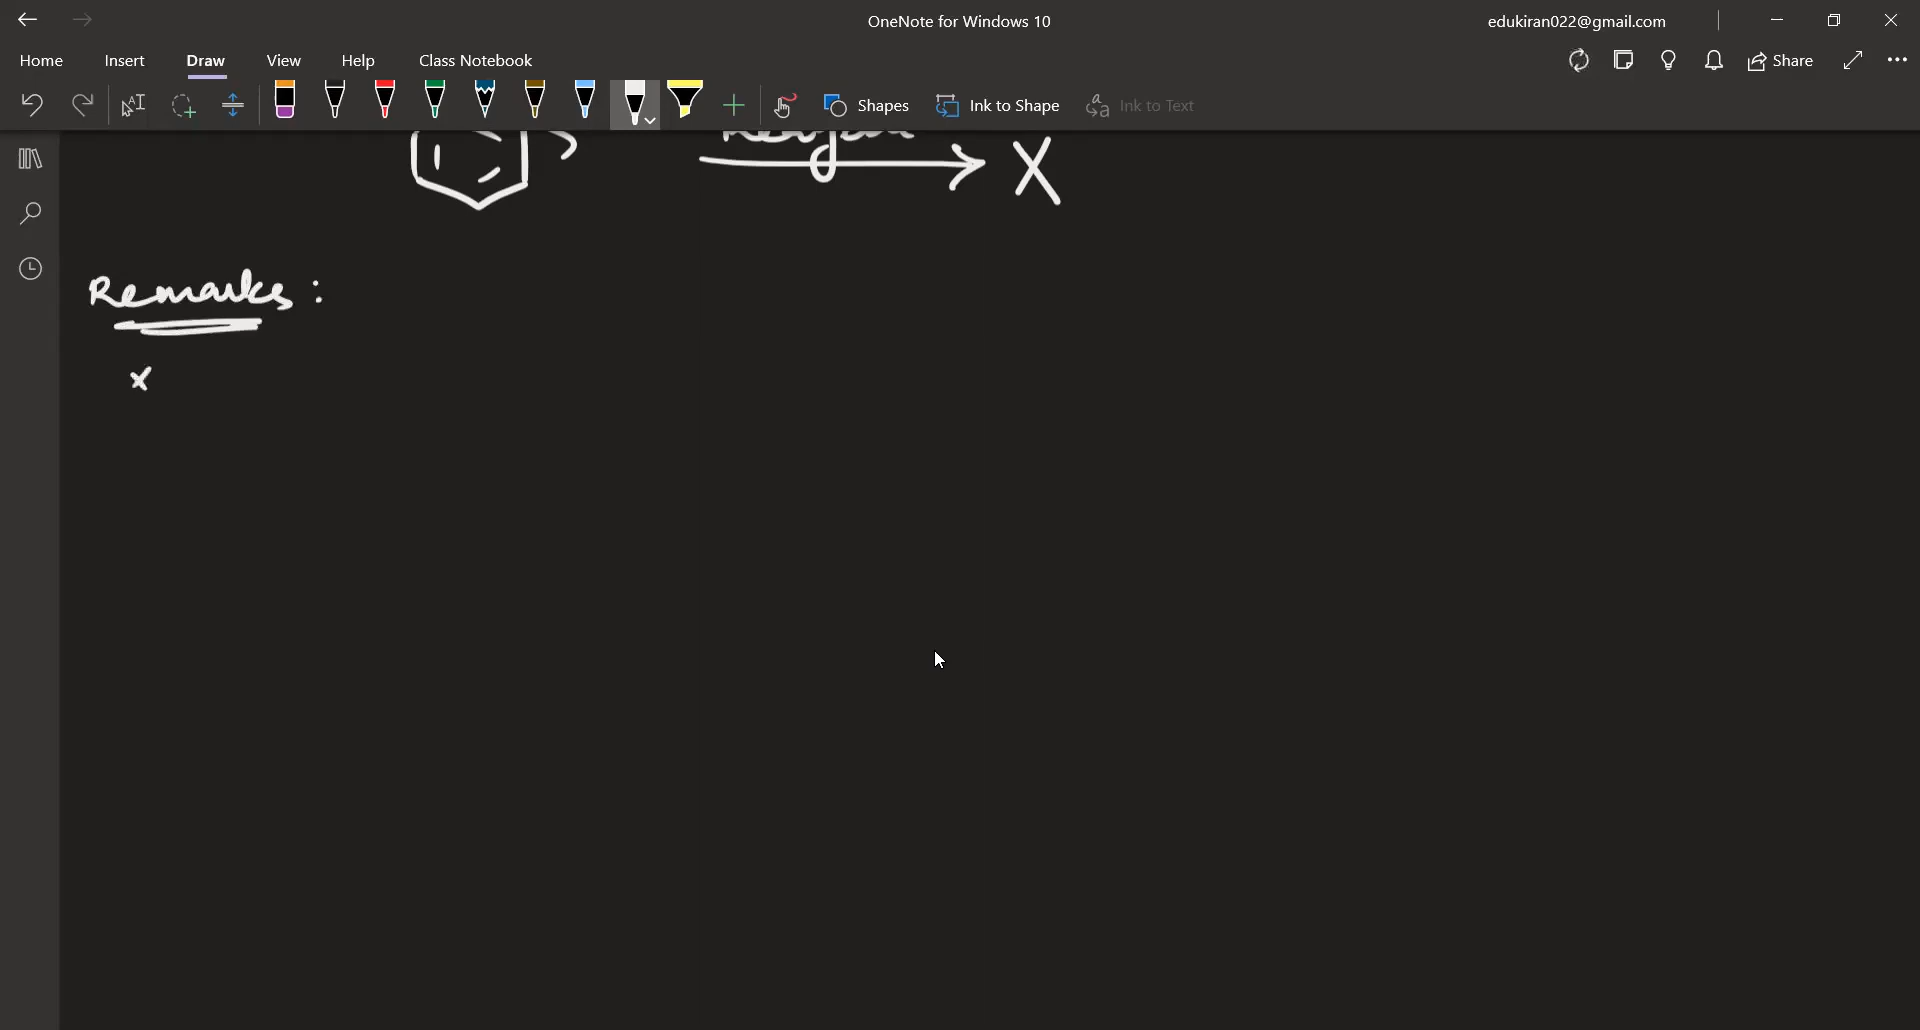 OneNote for Windows 10
edukiran022@gmail.com
Home Insert Draw View Help Class Notebook
Share
Shapes Ink to Shape Ink to Text
X
Remarks :
x